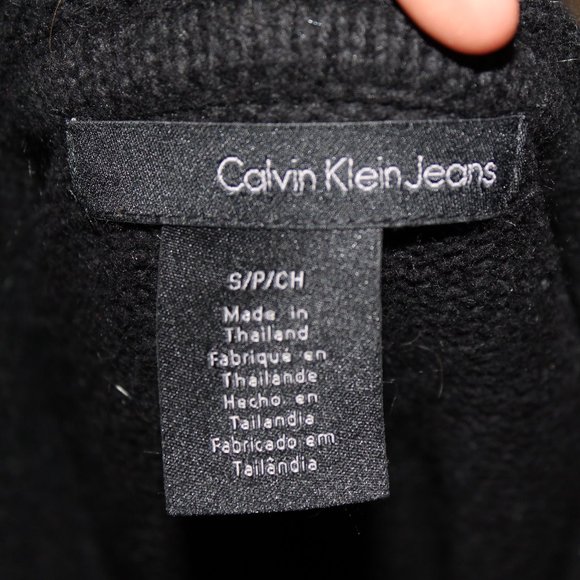 Calvin Klein Jeans
S/P/CH
Made in
Thailand
Fabriqué en
Thaïlande
Hecho en
Tailandia
Fabricado em
Tailândia